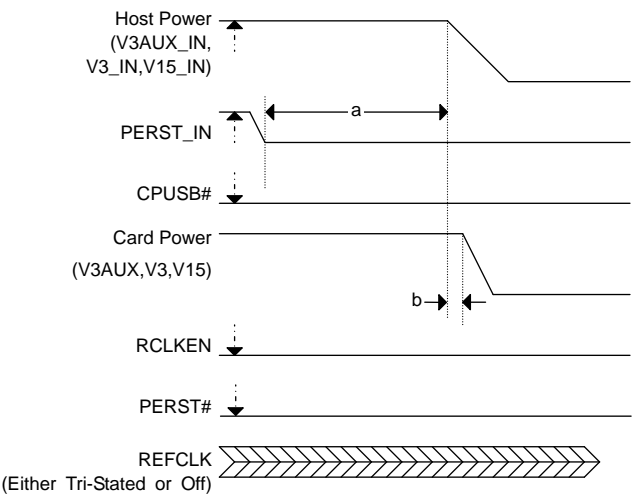 Host Power
(V3AUX_IN,
V3_IN,V15_IN)
a
PERST_IN
CPUSB#
Card Power
(V3AUX,V3,V15)
b
RCLKEN
PERST#
REFCLK
(Either Tri-Stated or Off)